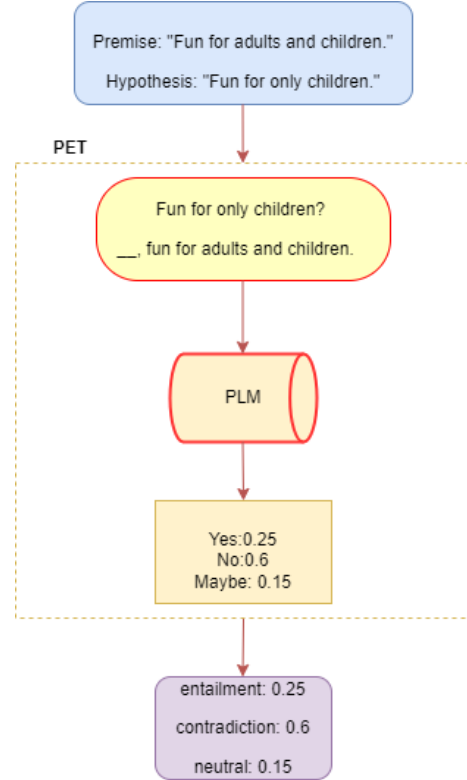 Premise: "Fun for adults and children."
Hypothesis: "Fun for only children."
PET
Fun for only children?
__, fun for adults and children.
PLM
Yes:0.25
No:0.6
Maybe: 0.15
entailment: 0.25
contradiction: 0.6
neutral: 0.15